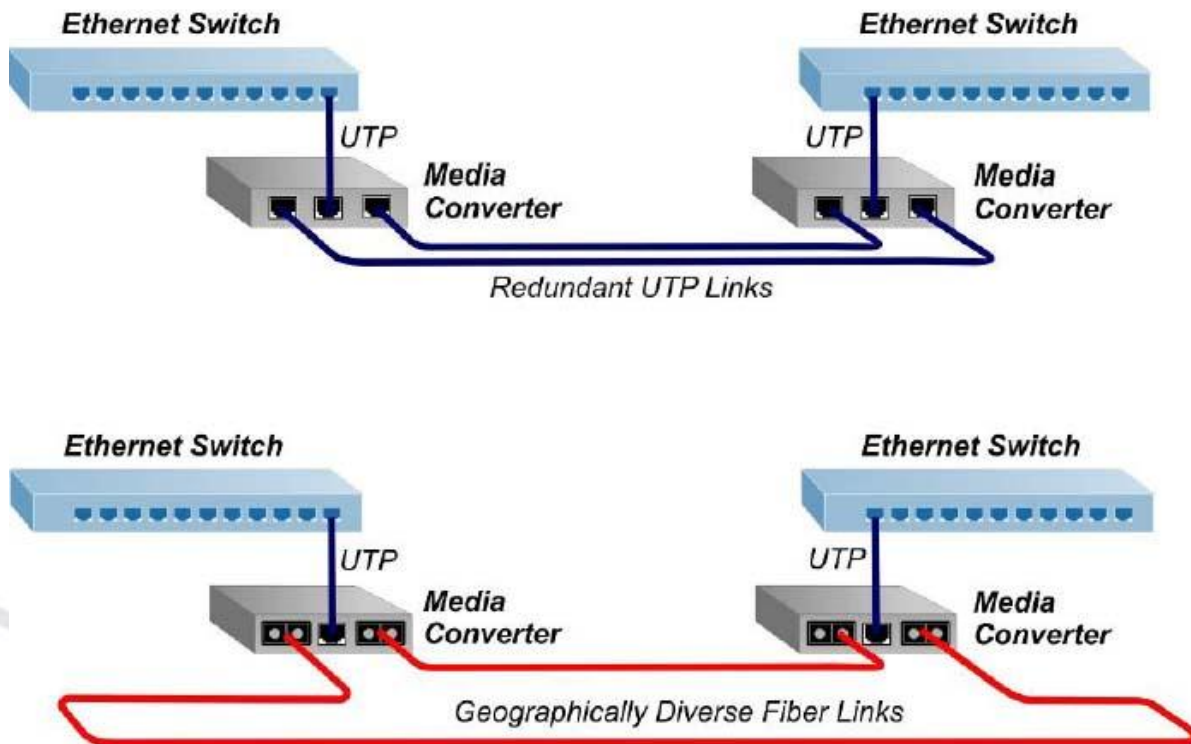 Ethernet Switch
Ethernet Switch
UTP
UTP
Media
Converter
Media
Converter
Redundant UTP Links
Ethernet Switch
Ethernet Switch
UTP
UTP
Media
Converter
Media
Converter
Geographically Diverse Fiber Links